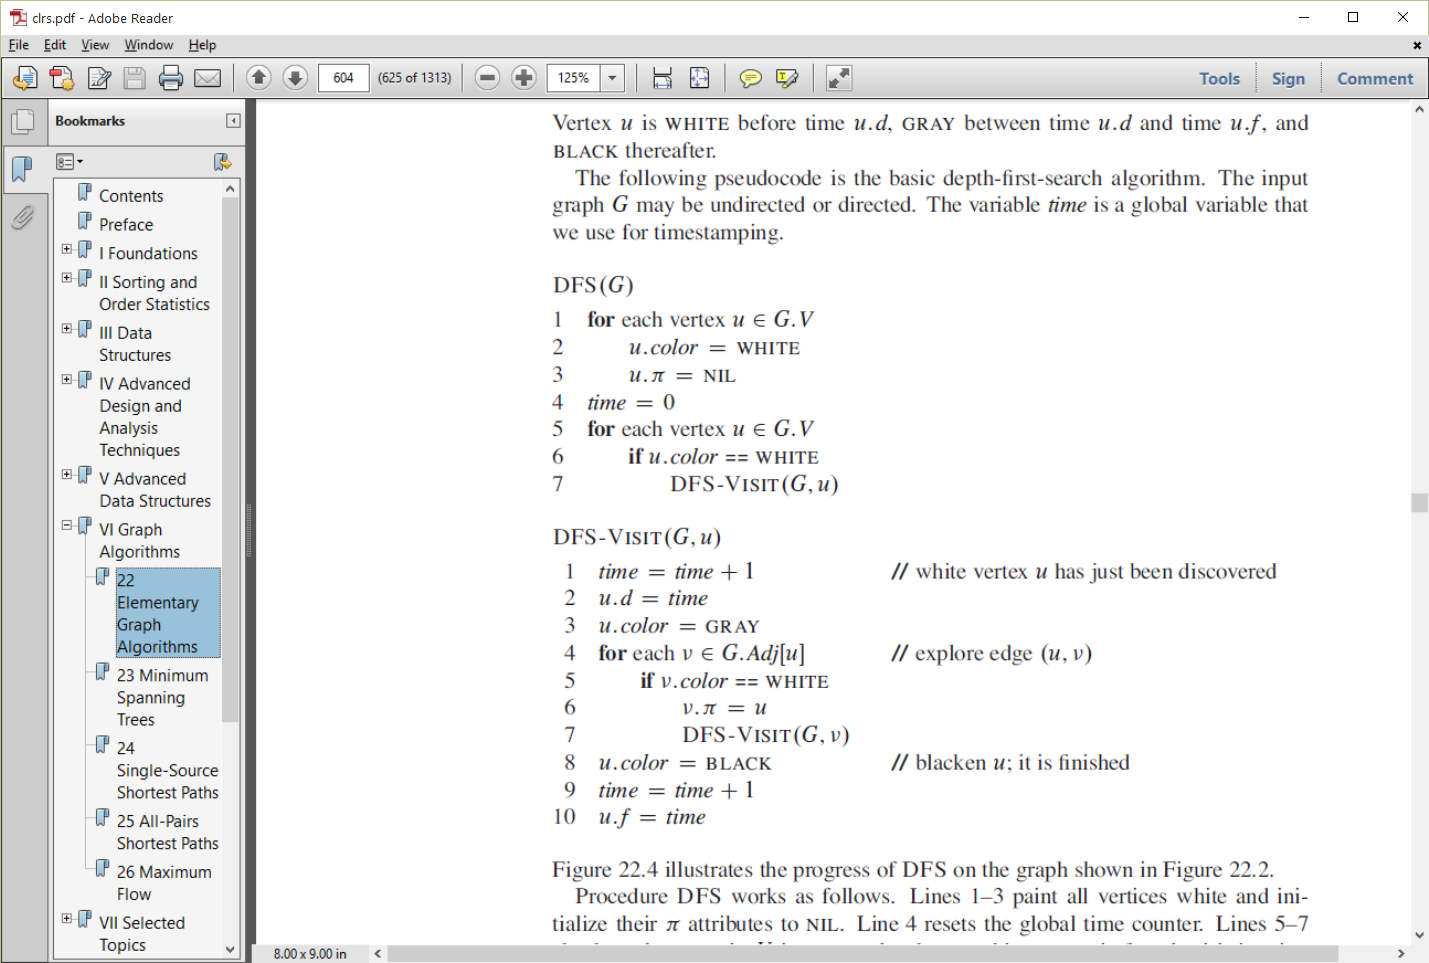 clrs.pdf - Adobe Reader
File Edit View Window Help
604 (625 of 1313) 125% Tools Sign Comment
Bookmarks
Contents
Preface
I Foundations
II Sorting and
Order Statistics
III Data
Structures
IV Advanced
Design and
Analysis
Techniques
V Advanced
Data Structures
VI Graph
Algorithms
22
Elementary
Graph
Algorithms
23 Minimum
Spanning
Trees
24
Single-Source
Shortest Paths
25 All-Pairs
Shortest Paths
26 Maximum
Flow
VII Selected
Topics
Vertex u is WHITE before time u.d, GRAY between time u.d and time u.f, and
BLACK thereafter.
The following pseudocode is the basic depth-first-search algorithm. The input
graph G may be undirected or directed. The variable time is a global variable that
we use for timestamping.
DFS(G)
1 for each vertex u ∈ G.V
2 u.color = WHITE
3 u.π = NIL
4 time = 0
5 for each vertex u ∈ G.V
6 if u.color == WHITE
7 DFS-VISIT(G, u)
DFS-VISIT(G, u)
1 time = time + 1 // white vertex u has just been discovered
2 u.d = time
3 u.color = GRAY
4 for each v ∈ G.Adj[u] // explore edge (u, v)
5 if v.color == WHITE
6 v.π = u
7 DFS-VISIT(G, v)
8 u.color = BLACK // blacken u; it is finished
9 time = time + 1
10 u.f = time
Figure 22.4 illustrates the progress of DFS on the graph shown in Figure 22.2.
Procedure DFS works as follows. Lines 1–3 paint all vertices white and ini-
tialize their π attributes to NIL. Line 4 resets the global time counter. Lines 5–7
8.00 x 9.00 in